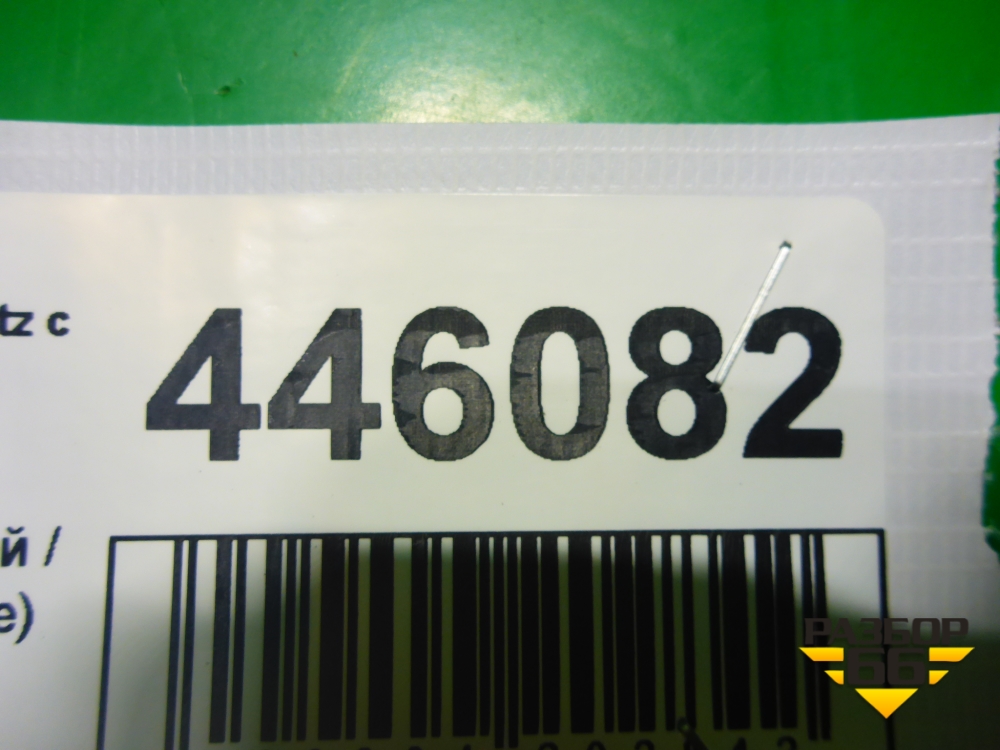 tz с
446082
й /
е)
РАЗБОР
66